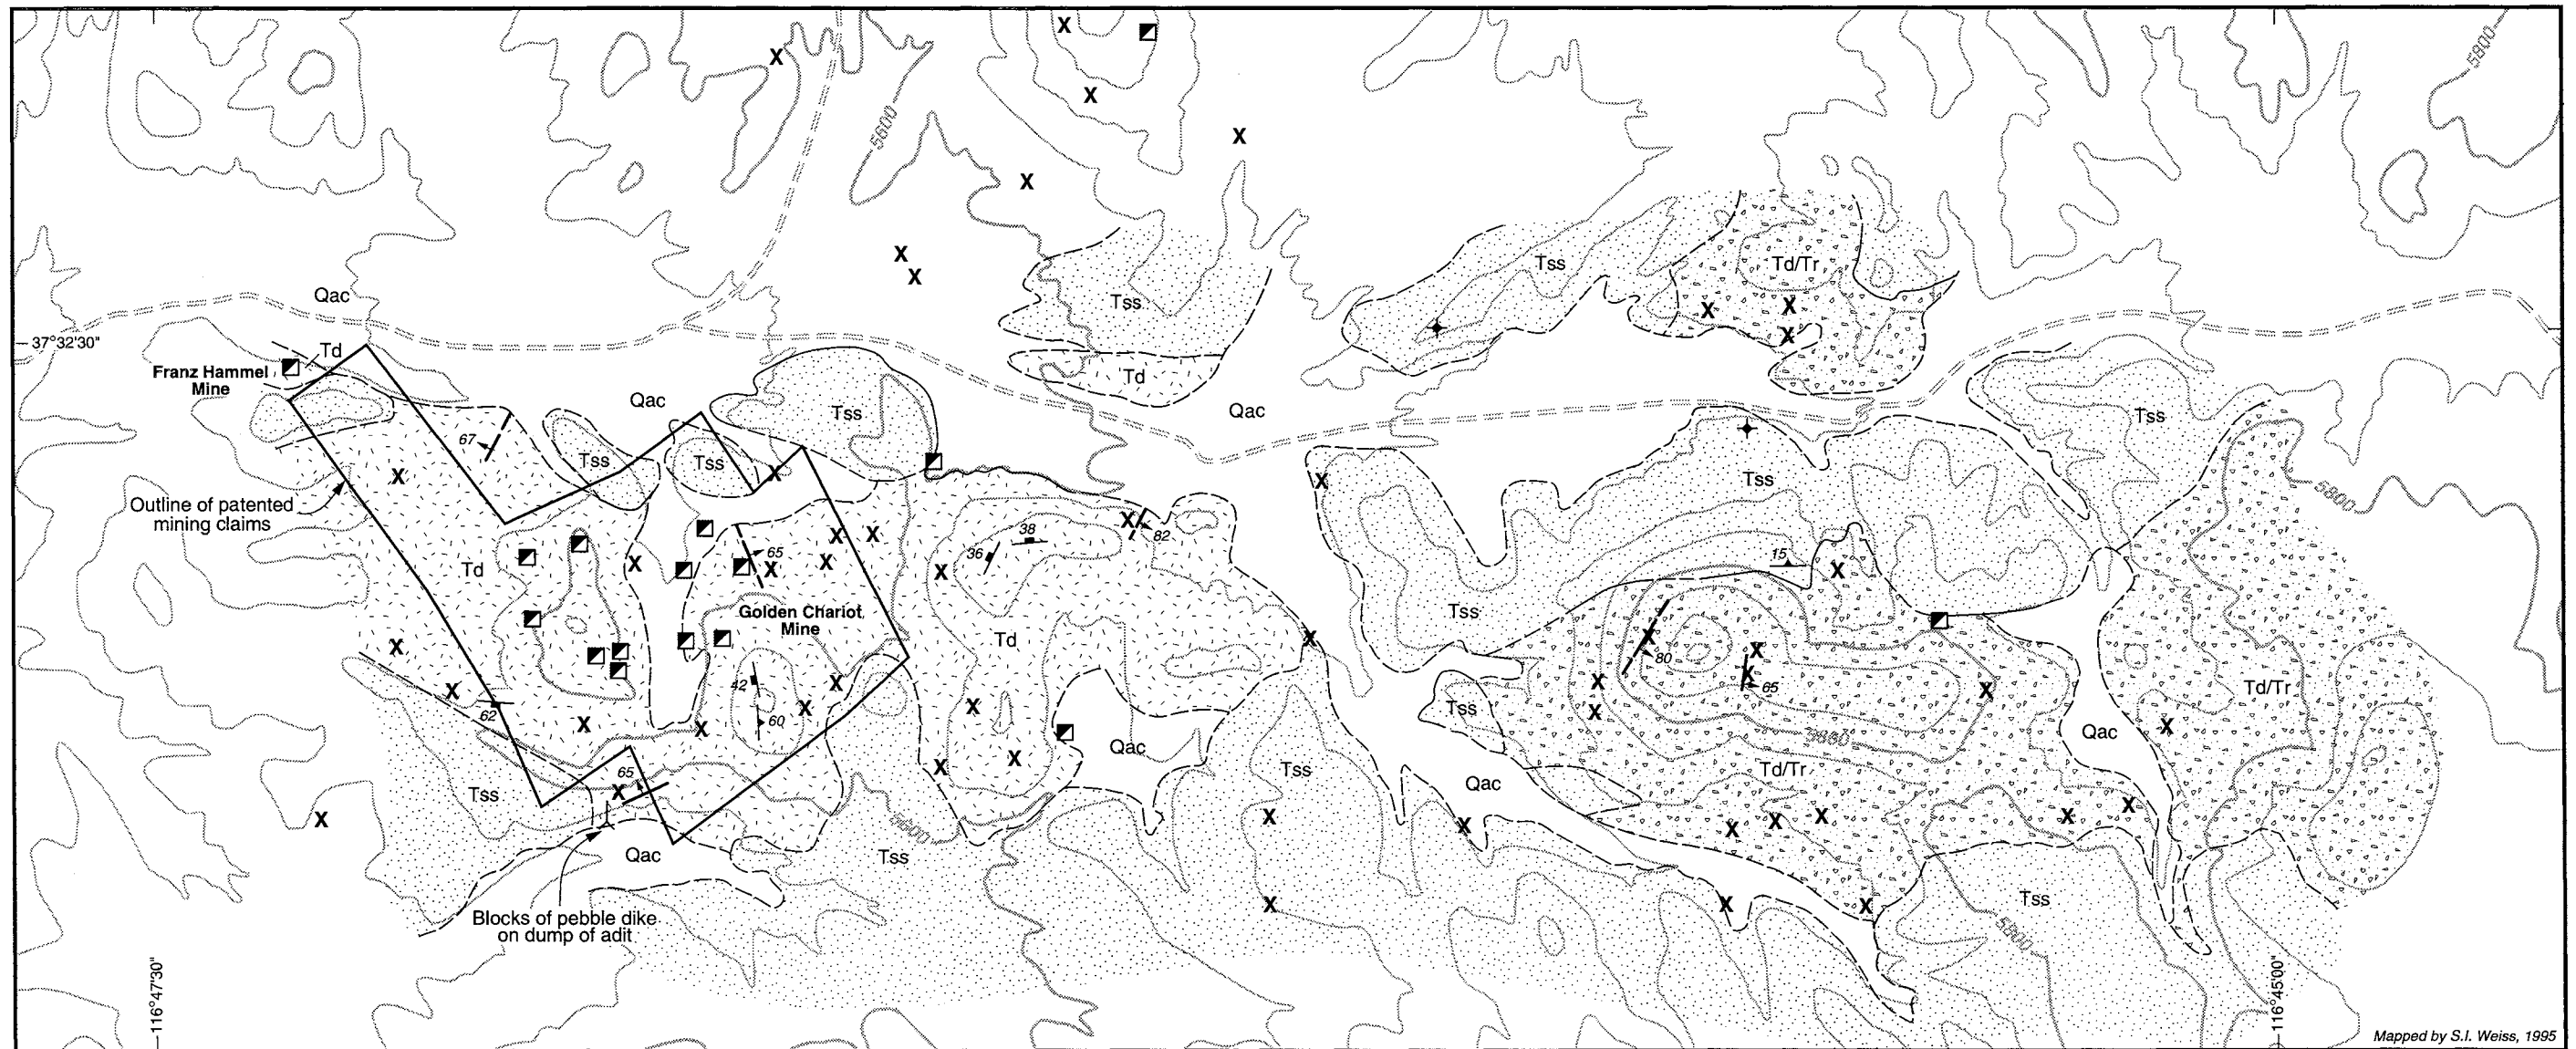 5800
5600
X
X
X
X
X
X
X
Tss
Td/Tr
Qac
Tss
X
X
X
37°32'30"
Td
Franz Hammel
Mine
Td
Qac
Tss
Qac
Tss
67
Tss
Tss
X
X
X
Tss
5800
Outline of patented
mining claims
X
82
38
36
X
X
X
X
X
X
65
X
15
X
Td
Golden Chariot
Mine
Td
Tss
X
X
X
80
X
X
65
X
X
X
Td/Tr
X
62
42
60
X
X
X
X
X
Tss
X
Qac
Qac
X
5860
Td/Tr
X
X
Tss
Tss
Qac
65
X
X
X
X
X
X
X
X
X
X
5600
Qac
Tss
Tss
X
X
X
Blocks of pebble dike
on dump of adit
5800
116°47'30"
116°45'00"
Mapped by S.I. Weiss, 1995